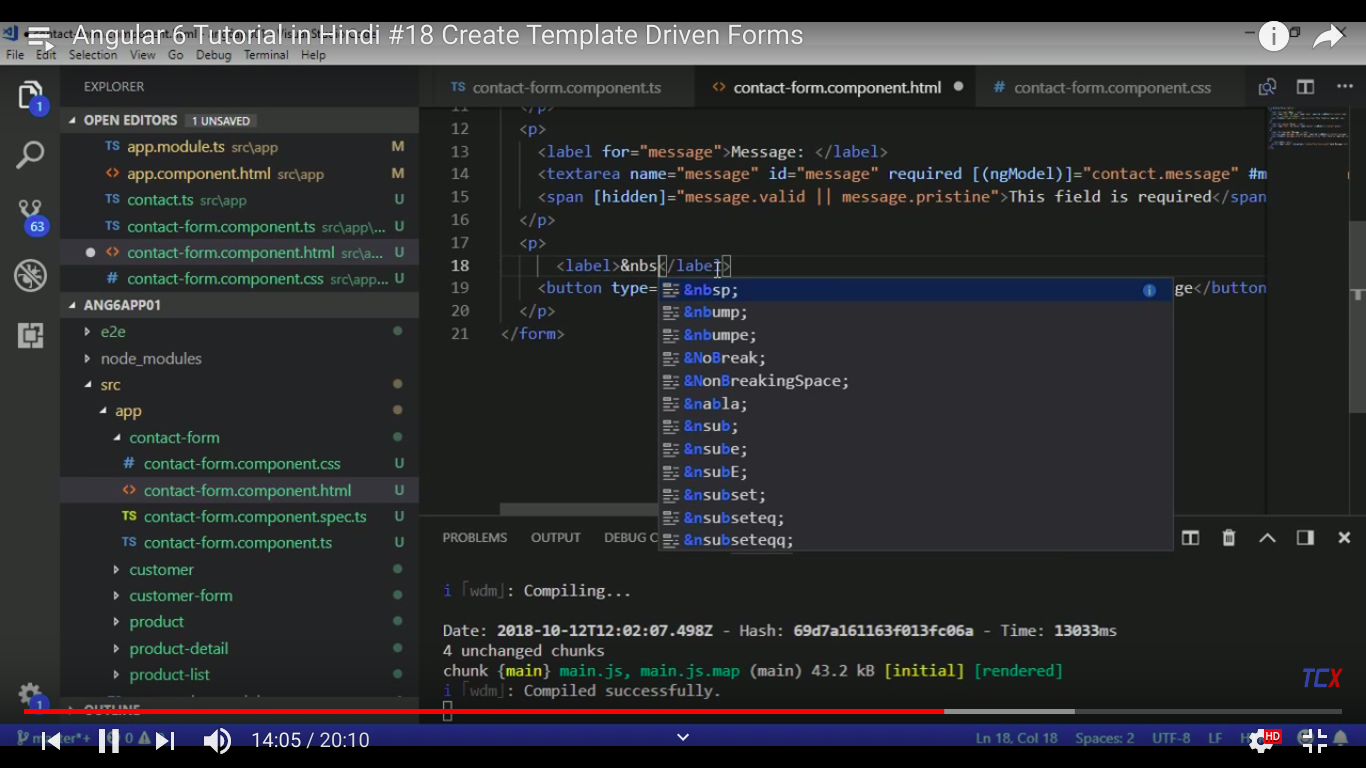 Angular 6 Tutorial in Hindi #18 Create Template Driven Forms
File Edit Selection View Go Debug Terminal Help
EXPLORER
OPEN EDITORS 1 UNSAVED
TS app.module.ts src\app M
<> app.component.html src\app M
TS contact.ts src\app U
TS contact-form.component.ts src\app\... U
<> contact-form.component.html src\a... U
# contact-form.component.css src\app... U
ANG6APP01
e2e
node_modules
src
app
contact-form
# contact-form.component.css U
<> contact-form.component.html U
TS contact-form.component.spec.ts U
TS contact-form.component.ts U
customer
customer-form
product
product-detail
product-list
OUTLINE
1
63
1
TS contact-form.component.ts <> contact-form.component.html # contact-form.component.css
11 </p>
12 <p>
13 <label for="message">Message: </label>
14 <textarea name="message" id="message" required [(ngModel)]="contact.message" #m
15 <span [hidden]="message.valid || message.pristine">This field is required</span
16 </p>
17 <p>
18 <label>&nbs</label>
19 <button type= ge</button
20 </p>
21 </form>
&nbsp;
&nbump;
&nbumpe;
&NoBreak;
&NonBreakingSpace;
&nabla;
&nsub;
&nsube;
&nsubE;
&nsubset;
&nsubseteq;
&nsubseteqq;
PROBLEMS OUTPUT DEBUG C
i ｢wdm｣: Compiling...
Date: 2018-10-12T12:02:07.498Z - Hash: 69d7a161163f013fc06a - Time: 13033ms
4 unchanged chunks
chunk {main} main.js, main.js.map (main) 43.2 kB [initial] [rendered]
i ｢wdm｣: Compiled successfully.
TCX
14:05 / 20:10
Ln 18, Col 18 Spaces: 2 UTF-8 LF
HD